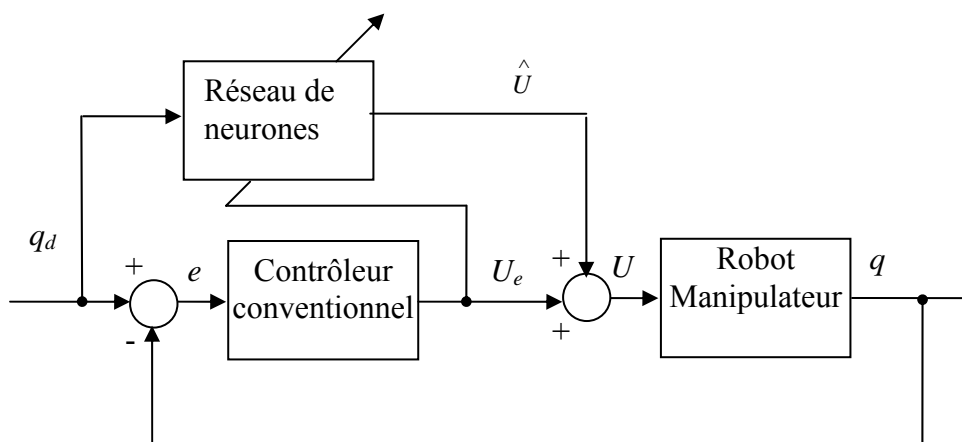 Réseau de
neurones
^
U
q_d
+
-
e
Contrôleur
conventionnel
U_e
+
+
U
Robot
Manipulateur
q